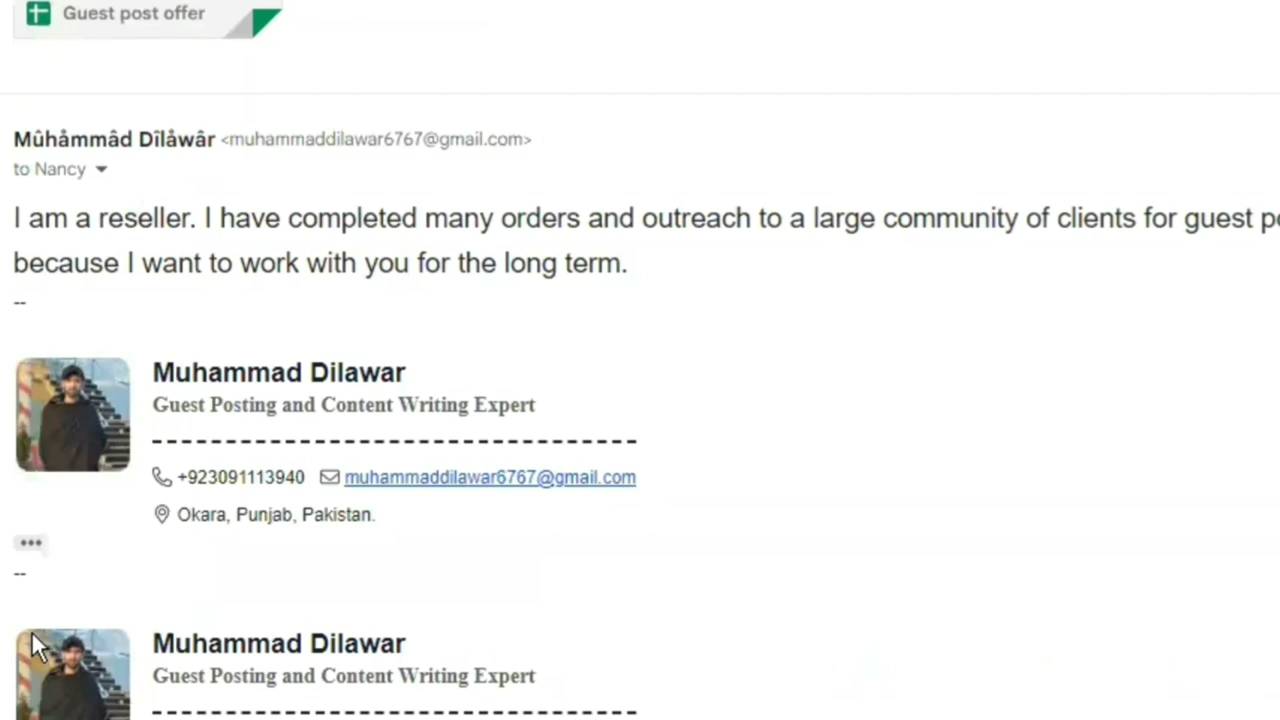 Guest post offer
Mûhåmmâd Dîlåwâr <muhammaddilawar6767@gmail.com>
to Nancy
I am a reseller. I have completed many orders and outreach to a large community of clients for guest
because I want to work with you for the long term.
--
Muhammad Dilawar
Guest Posting and Content Writing Expert
+923091113940 muhammaddilawar6767@gmail.com
Okara, Punjab, Pakistan.
--
Muhammad Dilawar
Guest Posting and Content Writing Expert